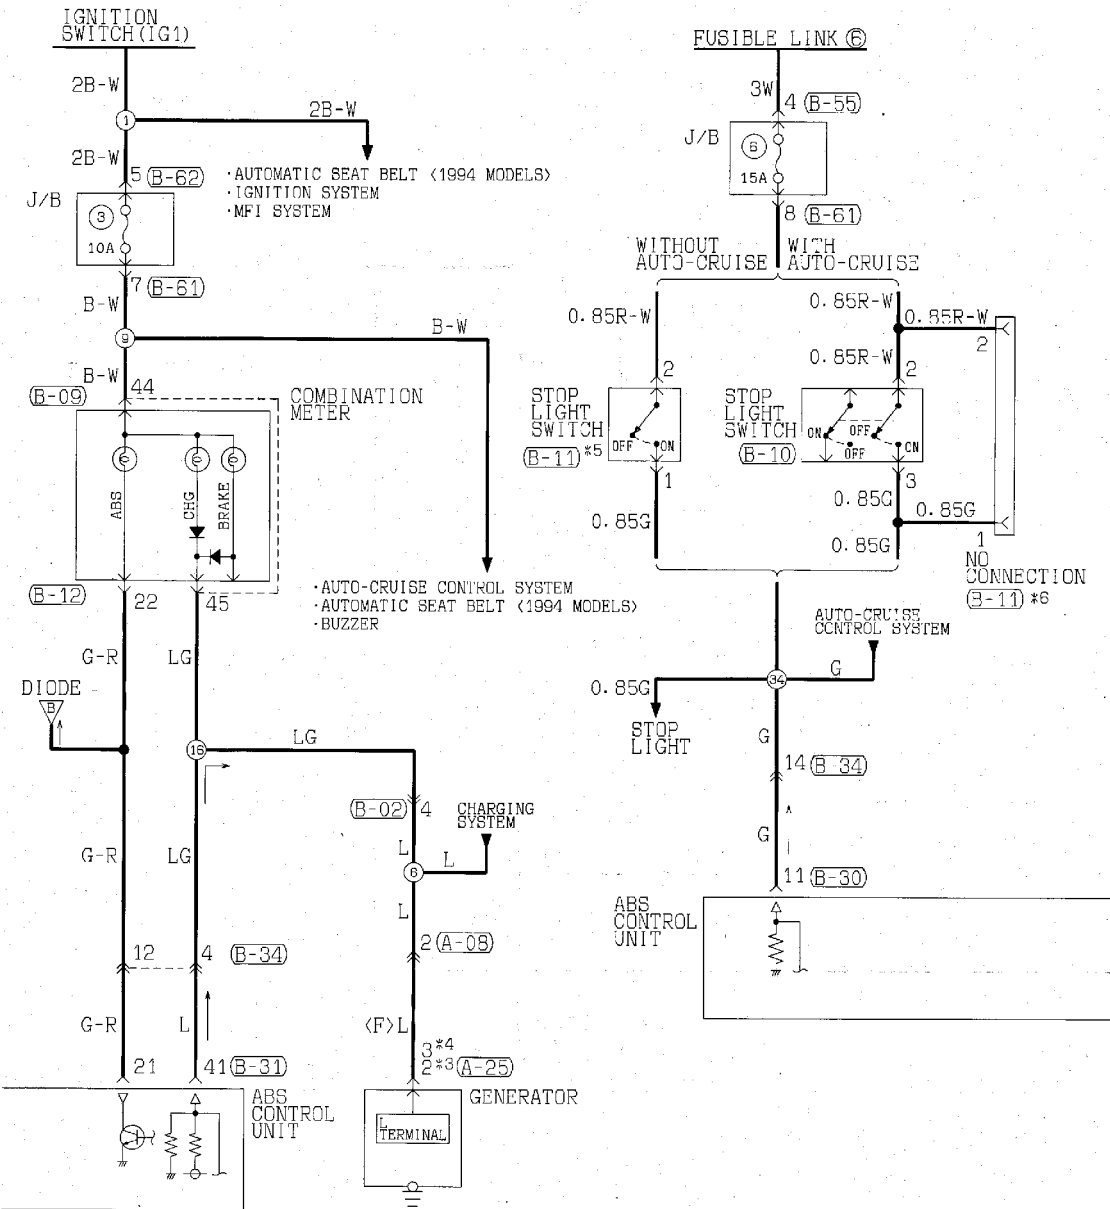 IGNITION
SWITCH(IG1)
2B-W
1
2B-W
2B-W
5 (B-62)
·AUTOMATIC SEAT BELT <1994 MODELS>
·IGNITION SYSTEM
·MFI SYSTEM
J/B
3
10A
7 (B-61)
B-W
9
B-W
B-W
44
(B-09)
COMBINATION
METER
ABS
CHG
BRAKE
(B-12)
22
45
·AUTO-CRUISE CONTROL SYSTEM
·AUTOMATIC SEAT BELT <1994 MODELS>
·BUZZER
G-R
LG
DIODE
B
16
LG
(B-02)
4
CHARGING
SYSTEM
G-R
LG
L
L
6
L
12
4
(B-34)
2 (A-08)
G-R
L
<F>L
21
41 (B-31)
3*4
2*3 (A-25)
ABS
CONTROL
UNIT
GENERATOR
L
TERMINAL
FUSIBLE LINK 6
3W
4 (B-55)
J/B
6
15A
8 (B-61)
WITHOUT
AUTO-CRUISE
WITH
AUTO-CRUISE
0.85R-W
0.85R-W
0.85R-W
2
0.85R-W
2
2
STOP
LIGHT
SWITCH
(B-11) *5
OFF
ON
1
STOP
LIGHT
SWITCH
(B-10)
ON
OFF
OFF
ON
3
0.85G
0.85G
0.85G
0.85G
1
NO
CONNECTION
(B-11) *6
AUTO-CRUISE
CONTROL SYSTEM
34
G
0.85G
STOP
LIGHT
G
14 (B-34)
G
11 (B-30)
ABS
CONTROL
UNIT